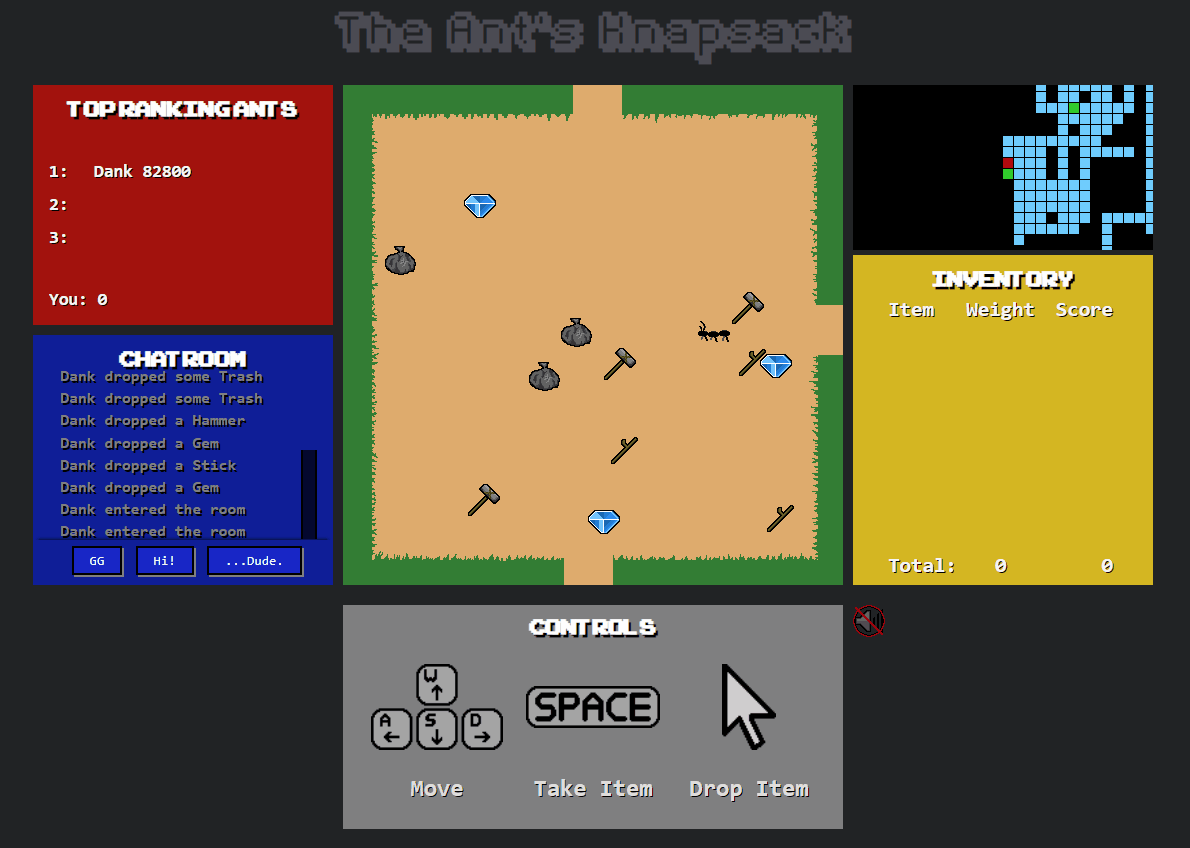 The Ant's Knapsack
TOP RANKING ANTS
1: Dank 82800
2:
3:
You: 0
CHATROOM
Dank dropped some Trash
Dank dropped some Trash
Dank dropped a Hammer
Dank dropped a Gem
Dank dropped a Stick
Dank dropped a Gem
Dank entered the room
Dank entered the room
GG Hi! ...Dude.
INVENTORY
Item Weight Score
Total: 0 0
CONTROLS
W
A S D
SPACE
Move Take Item Drop Item